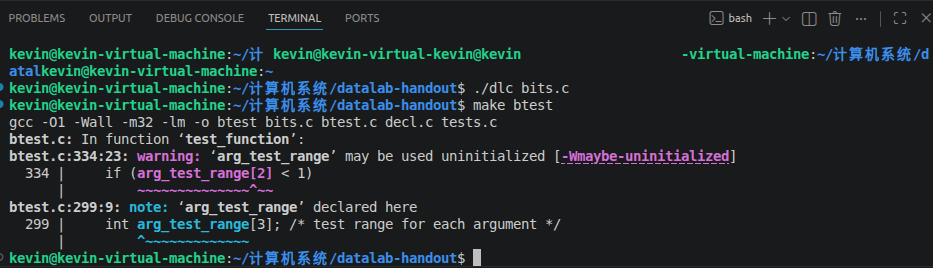 PROBLEMS OUTPUT DEBUG CONSOLE TERMINAL PORTS bash
kevin@kevin-virtual-machine:~/计 kevin@kevin-virtual-kevin@kevin -virtual-machine:~/计算机系统/d
atalkevin@kevin-virtual-machine:~
kevin@kevin-virtual-machine:~/计算机系统/datalab-handout$ ./dlc bits.c
kevin@kevin-virtual-machine:~/计算机系统/datalab-handout$ make btest
gcc -O1 -Wall -m32 -lm -o btest bits.c btest.c decl.c tests.c
btest.c: In function ‘test_function’:
btest.c:334:23: warning: ‘arg_test_range’ may be used uninitialized [-Wmaybe-uninitialized]
334 | if (arg_test_range[2] < 1)
| ~~~~~~~~~~~~~~^~~
btest.c:299:9: note: ‘arg_test_range’ declared here
299 | int arg_test_range[3]; /* test range for each argument */
| ^~~~~~~~~~~~~~
kevin@kevin-virtual-machine:~/计算机系统/datalab-handout$